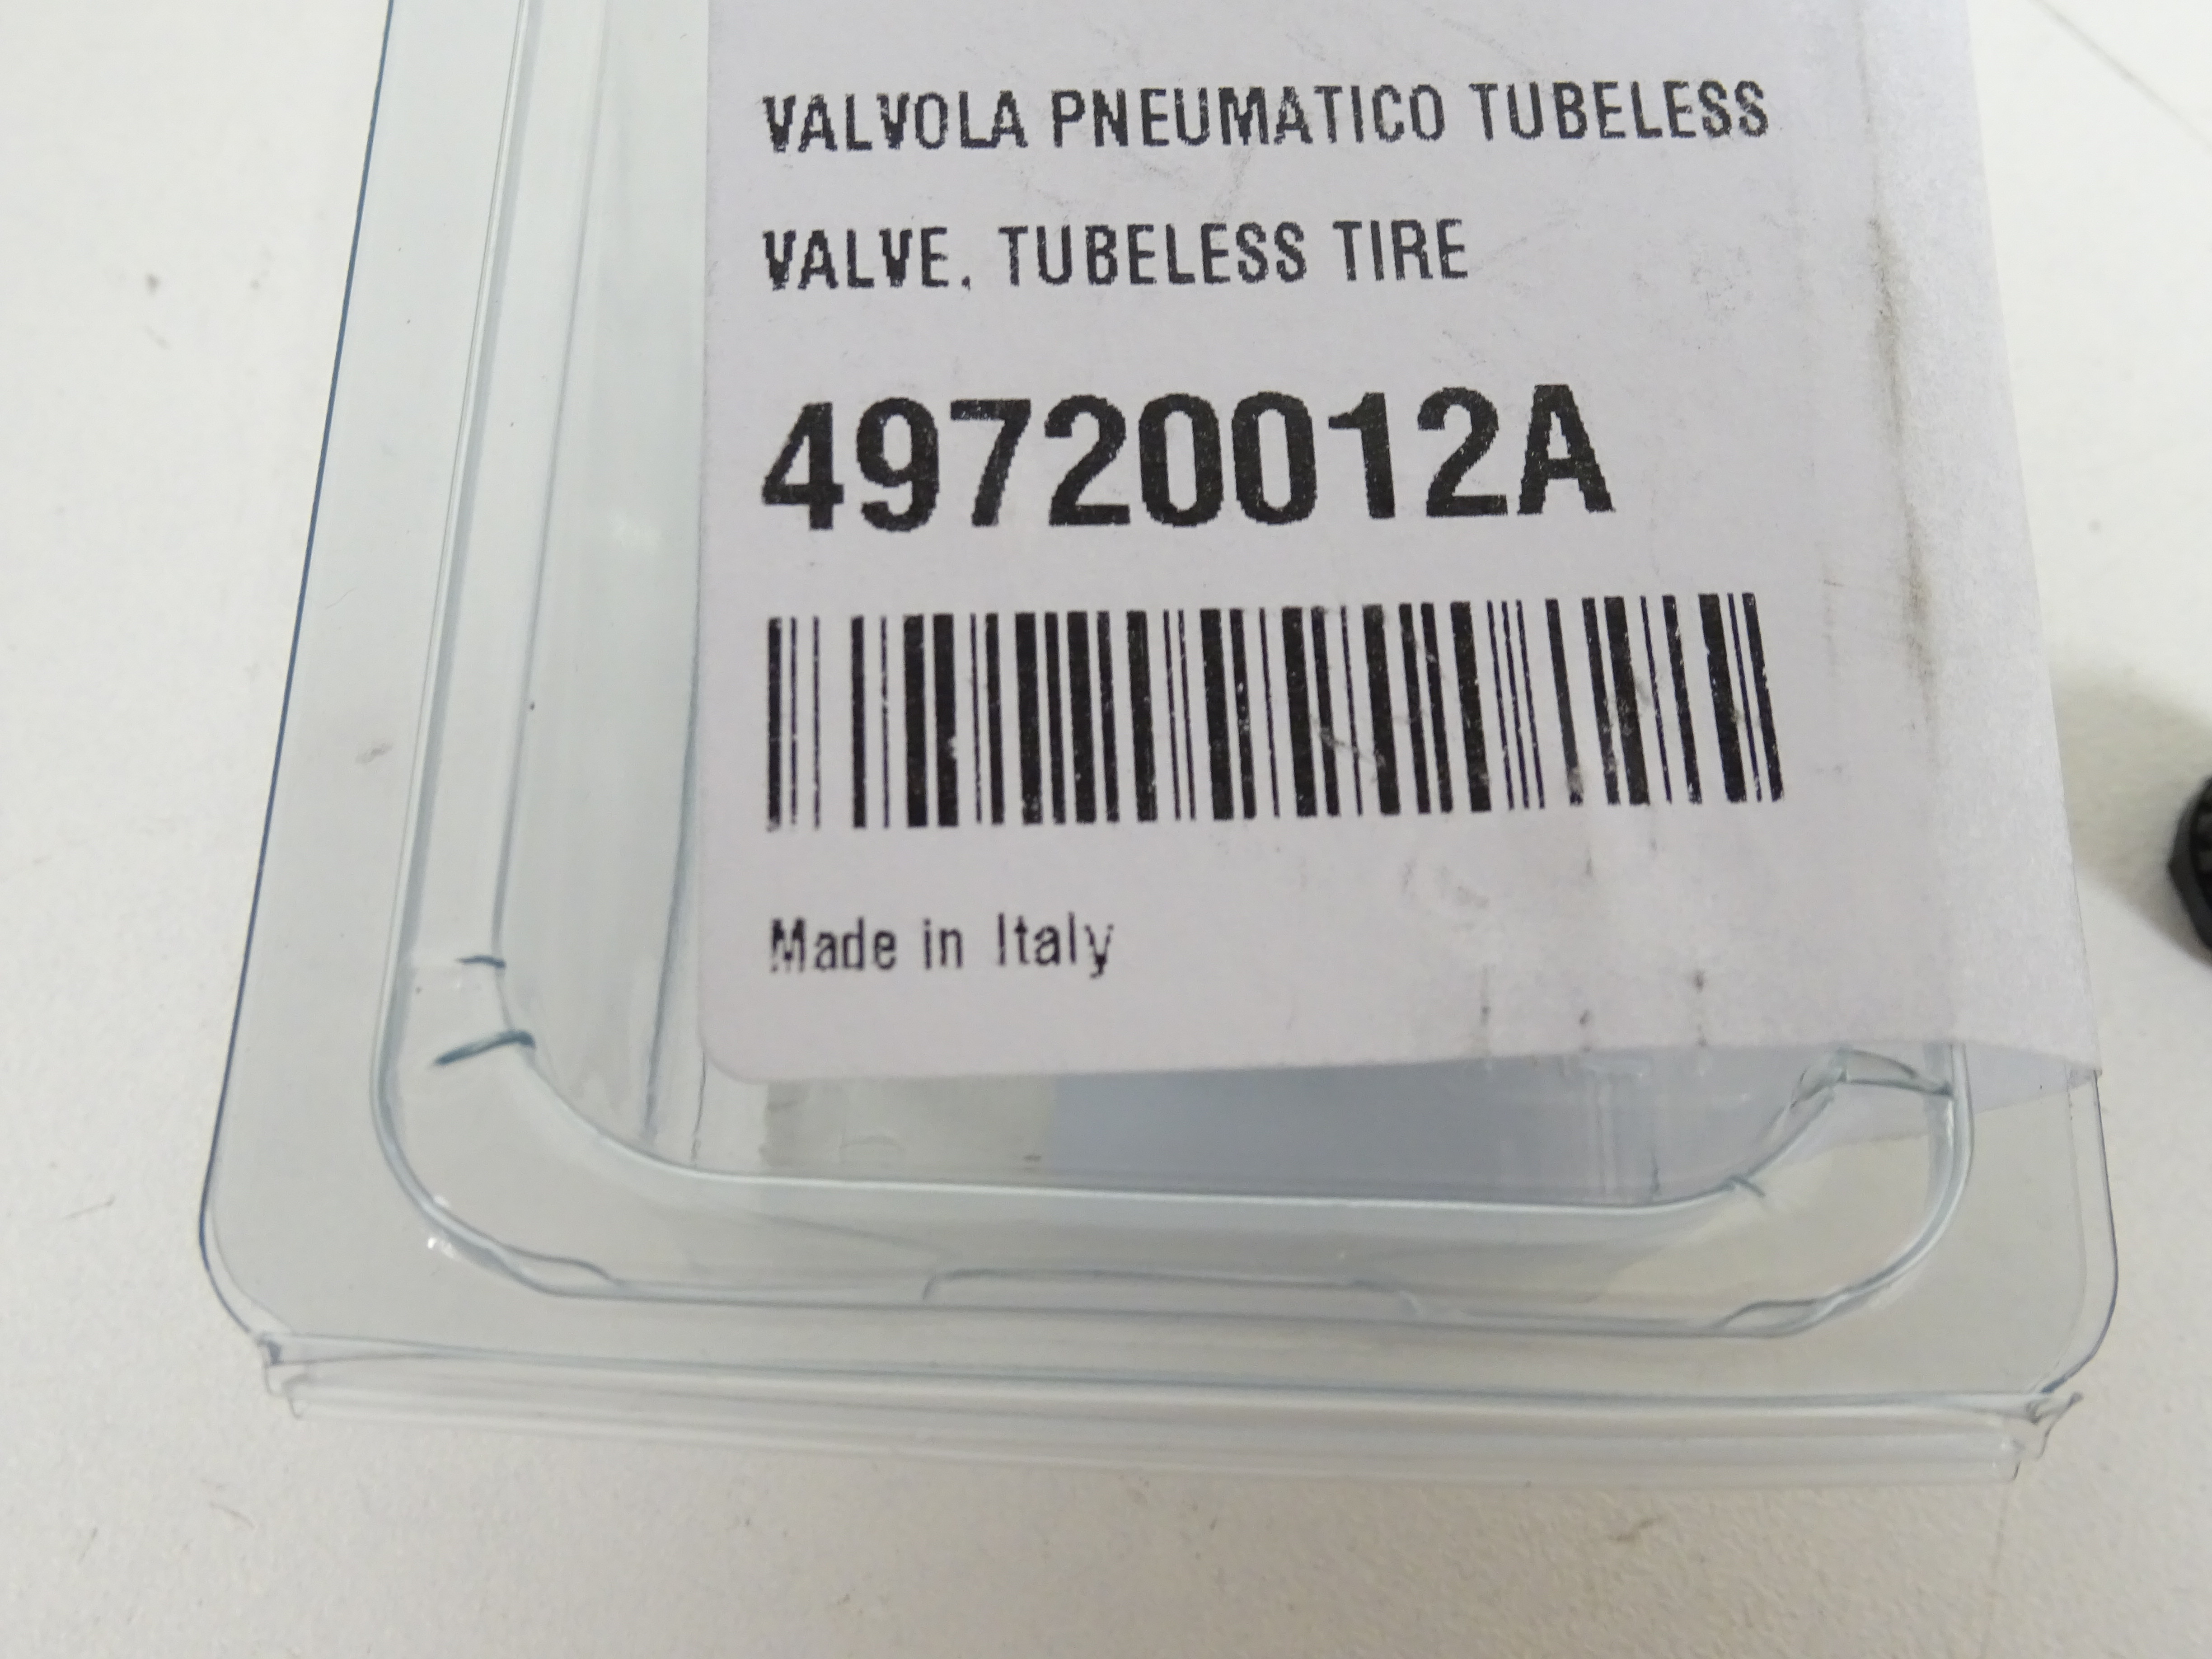 VALVOLA PNEUMATICO TUBELESS
VALVE. TUBELESS TIRE
49720012A
Made in Italy